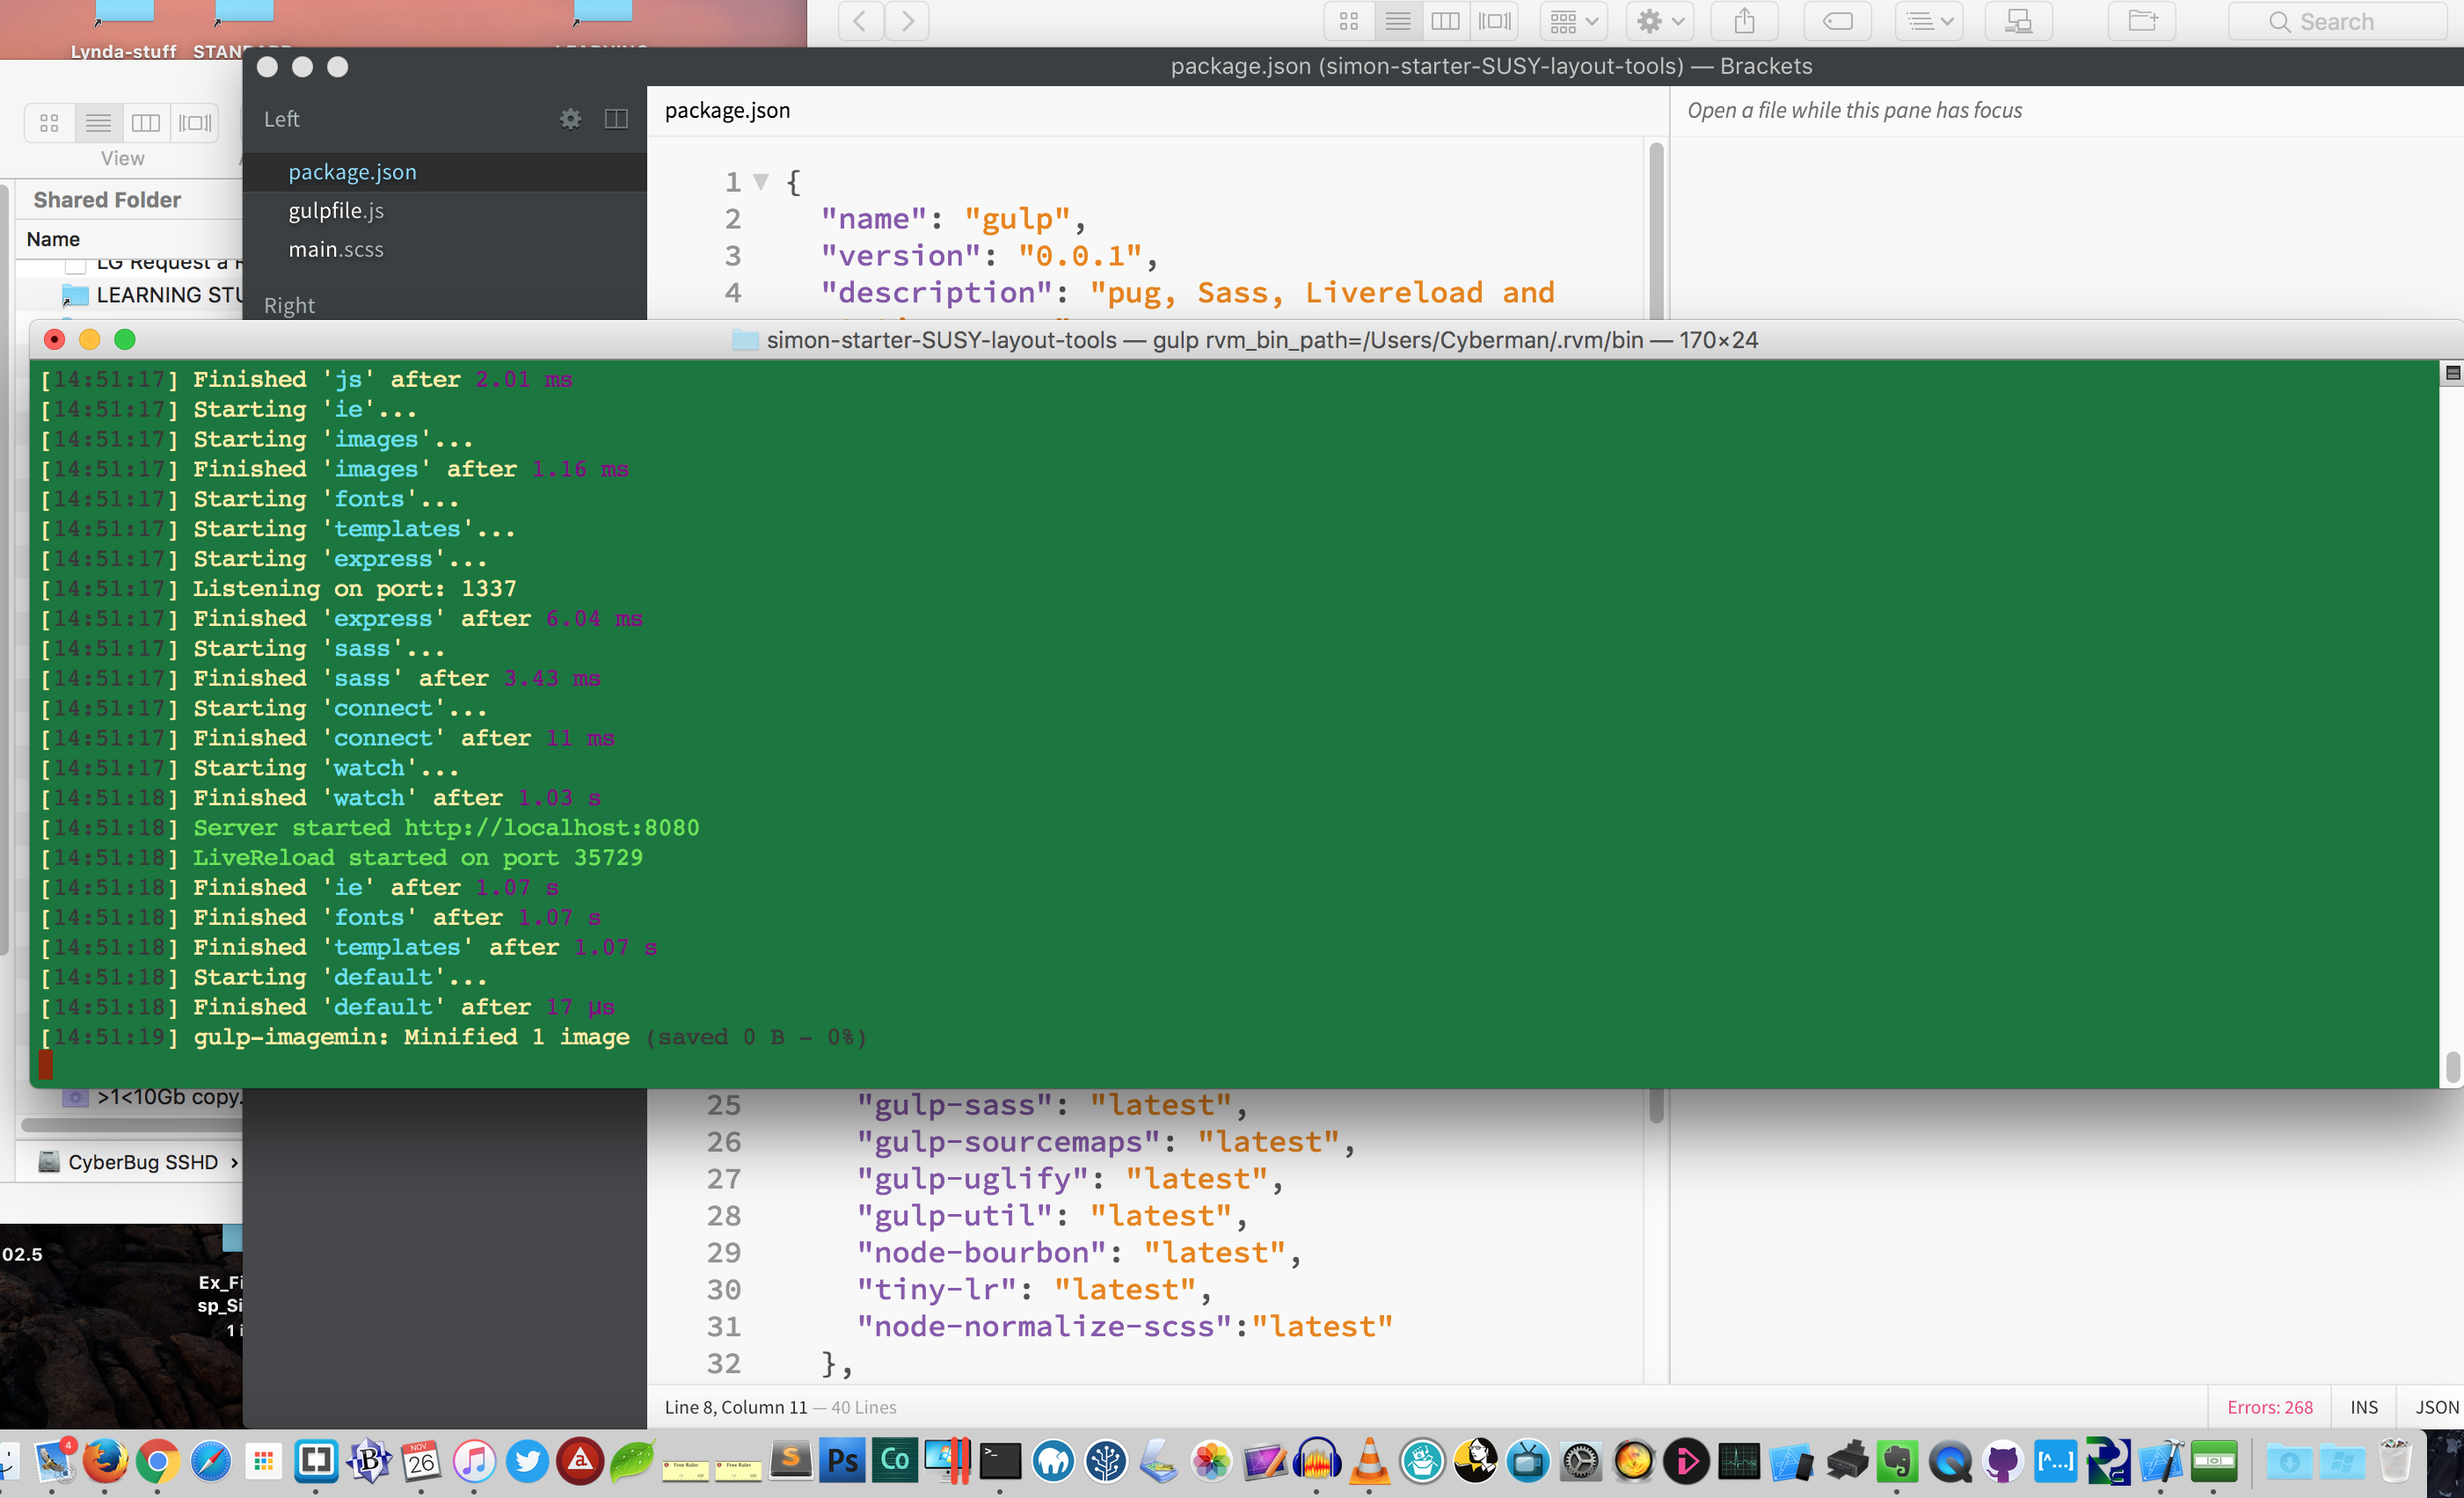 Lynda-stuff
Search
package.json (simon-starter-SUSY-layout-tools) — Brackets
Left
package.json
gulpfile.js
main.scss
Right
View
Shared Folder
Name
LG Request a
LEARNING STU
package.json
Open a file while this pane has focus
1 {
2 "name": "gulp",
3 "version": "0.0.1",
4 "description": "pug, Sass, Livereload and
simon-starter-SUSY-layout-tools — gulp rvm_bin_path=/Users/Cyberman/.rvm/bin — 170×24
[14:51:17] Finished 'js' after 2.01 ms
[14:51:17] Starting 'ie'...
[14:51:17] Starting 'images'...
[14:51:17] Finished 'images' after 1.16 ms
[14:51:17] Starting 'fonts'...
[14:51:17] Starting 'templates'...
[14:51:17] Starting 'express'...
[14:51:17] Listening on port: 1337
[14:51:17] Finished 'express' after 6.04 ms
[14:51:17] Starting 'sass'...
[14:51:17] Finished 'sass' after 3.43 ms
[14:51:17] Starting 'connect'...
[14:51:17] Finished 'connect' after 11 ms
[14:51:17] Starting 'watch'...
[14:51:18] Finished 'watch' after 1.03 s
[14:51:18] Server started http://localhost:8080
[14:51:18] LiveReload started on port 35729
[14:51:18] Finished 'ie' after 1.07 s
[14:51:18] Finished 'fonts' after 1.07 s
[14:51:18] Finished 'templates' after 1.07 s
[14:51:18] Starting 'default'...
[14:51:18] Finished 'default' after 17 µs
[14:51:19] gulp-imagemin: Minified 1 image (saved 0 B - 0%)
>1<10Gb copy.
CyberBug SSHD ›
02.5
Ex_Fi
sp_Si
1 i
25 "gulp-sass": "latest",
26 "gulp-sourcemaps": "latest",
27 "gulp-uglify": "latest",
28 "gulp-util": "latest",
29 "node-bourbon": "latest",
30 "tiny-lr": "latest",
31 "node-normalize-scss":"latest"
32 },
Line 8, Column 11 — 40 Lines
Errors: 268
INS
JSON
4
NOV
26
Free Ruler
Free Ruler
S
Ps
Co
>_
[^...]